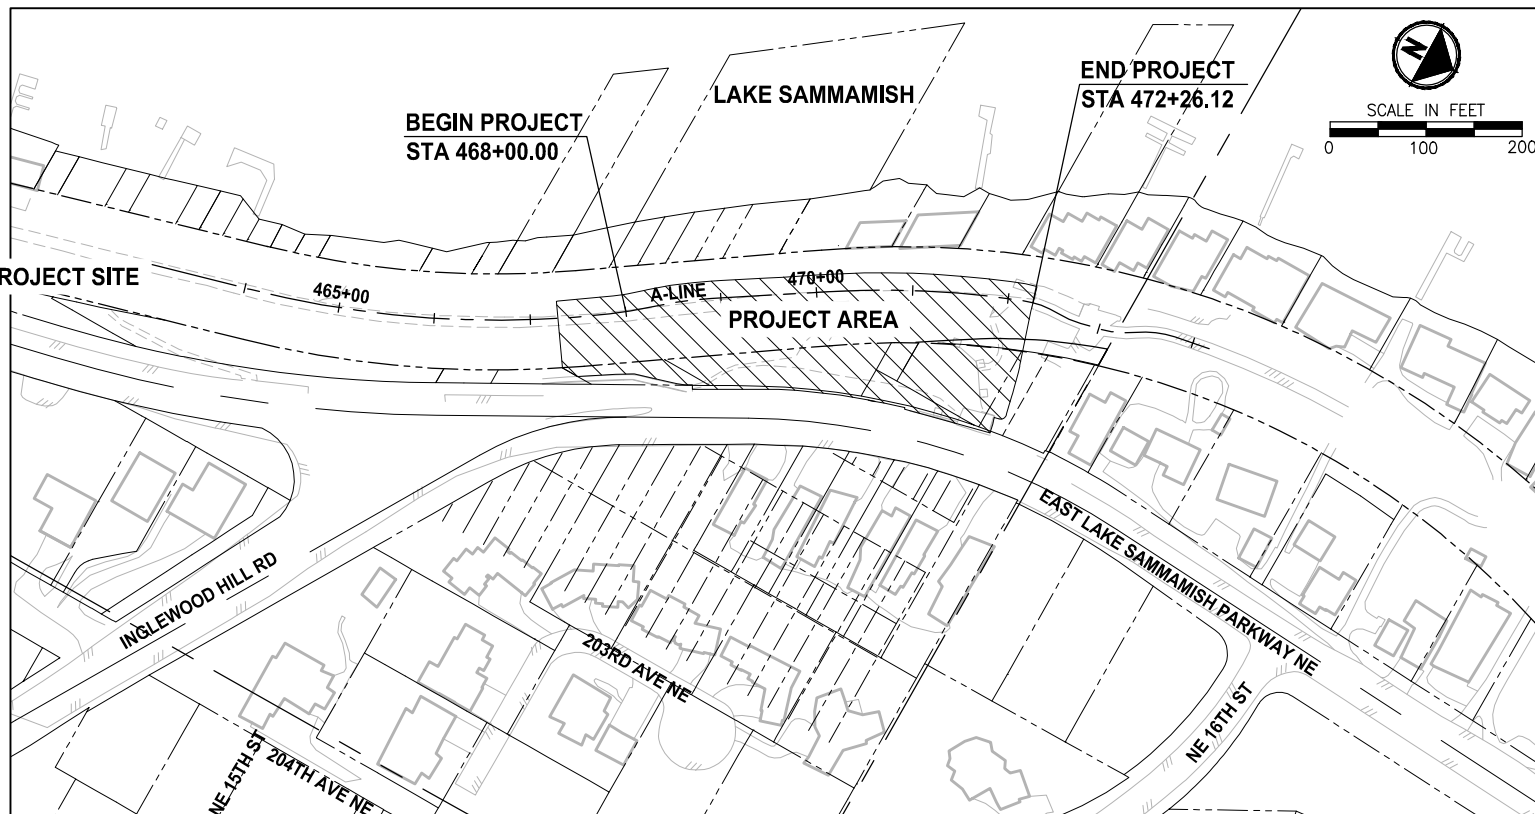 LAKE SAMMAMISH
END PROJECT
STA 472+26.12
N
SCALE IN FEET
0 100 200
BEGIN PROJECT
STA 468+00.00
ROJECT SITE
465+00
A-LINE
470+00
PROJECT AREA
EAST LAKE SAMMAMISH PARKWAY NE
INGLEWOOD HILL RD
203RD AVE NE
NE 16TH ST
NE 15TH ST
204TH AVE NE